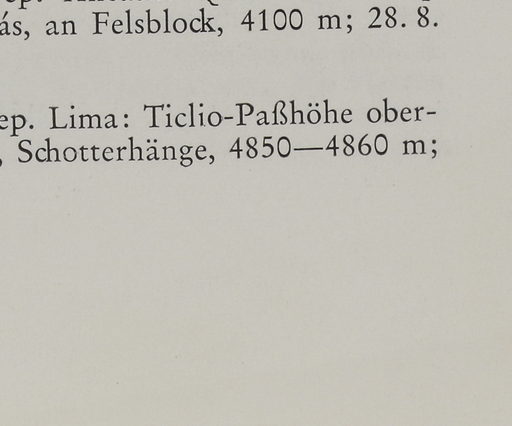 ás, an Felsblock, 4100 m; 28. 8.
ep. Lima: Ticlio-Paßhöhe ober-
, Schotterhänge, 4850—4860 m;